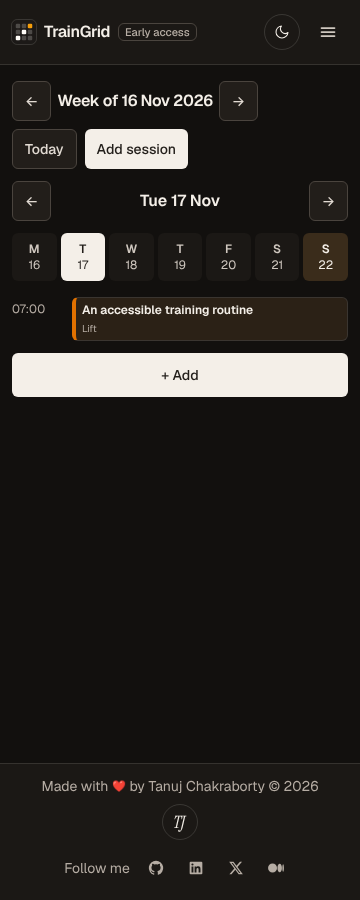 TrainGrid Early access
← Week of 16 Nov 2026 →
Today Add session
← Tue 17 Nov →
M T W T F S S
16 17 18 19 20 21 22
07:00 An accessible training routine
Lift
+ Add
Made with ❤️ by Tanuj Chakraborty © 2026
TJ
Follow me